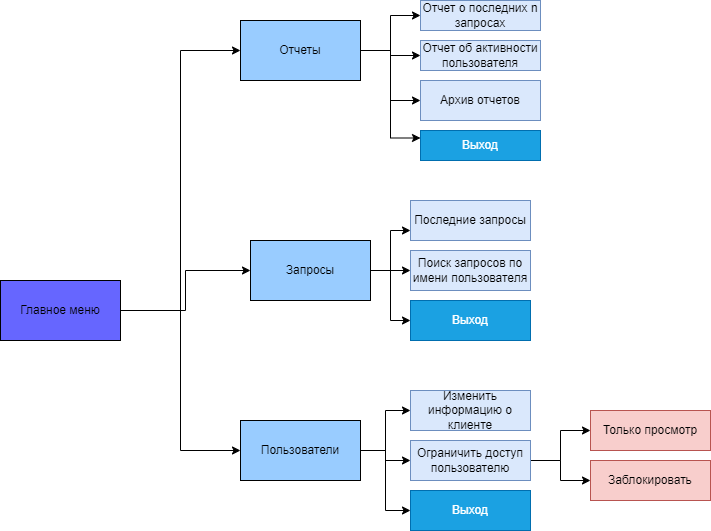 Отчет о последних n
запросах
Отчеты
Отчет об активности
пользователя
Архив отчетов
Выход
Последние запросы
Запросы
Поиск запросов по
имени пользователя
Главное меню
Выход
Изменить
информацию о
клиенте
Пользователи
Ограничить доступ
пользователю
Только просмотр
Заблокировать
Выход